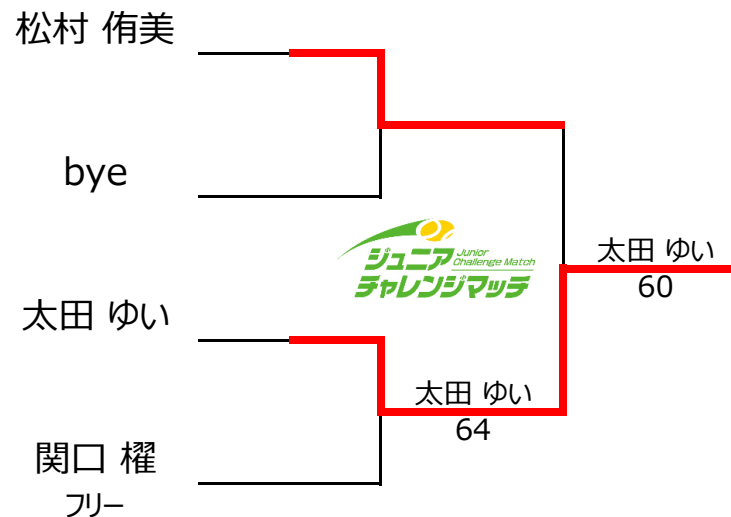 松村 侑美
bye
ジュニア Junior Challenge Match
チャレンジマッチ
太田 ゆい
60
太田 ゆい
太田 ゆい
64
関口 櫂
フリー